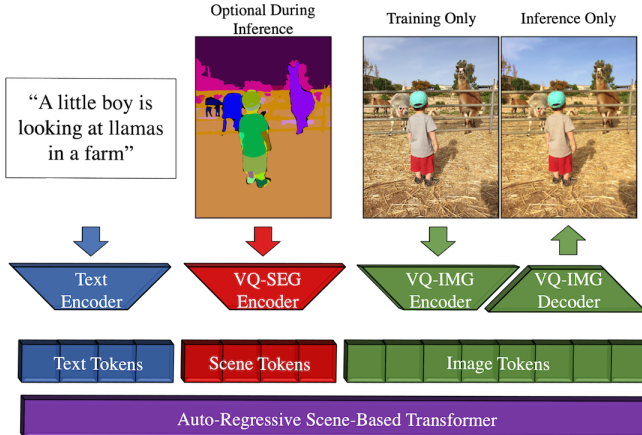 Optional During
Inference
Training Only
Inference Only
“A little boy is
looking at llamas
in a farm”
Text
Encoder
VQ-SEG
Encoder
VQ-IMG
Encoder
VQ-IMG
Decoder
Text Tokens
Scene Tokens
Image Tokens
Auto-Regressive Scene-Based Transformer